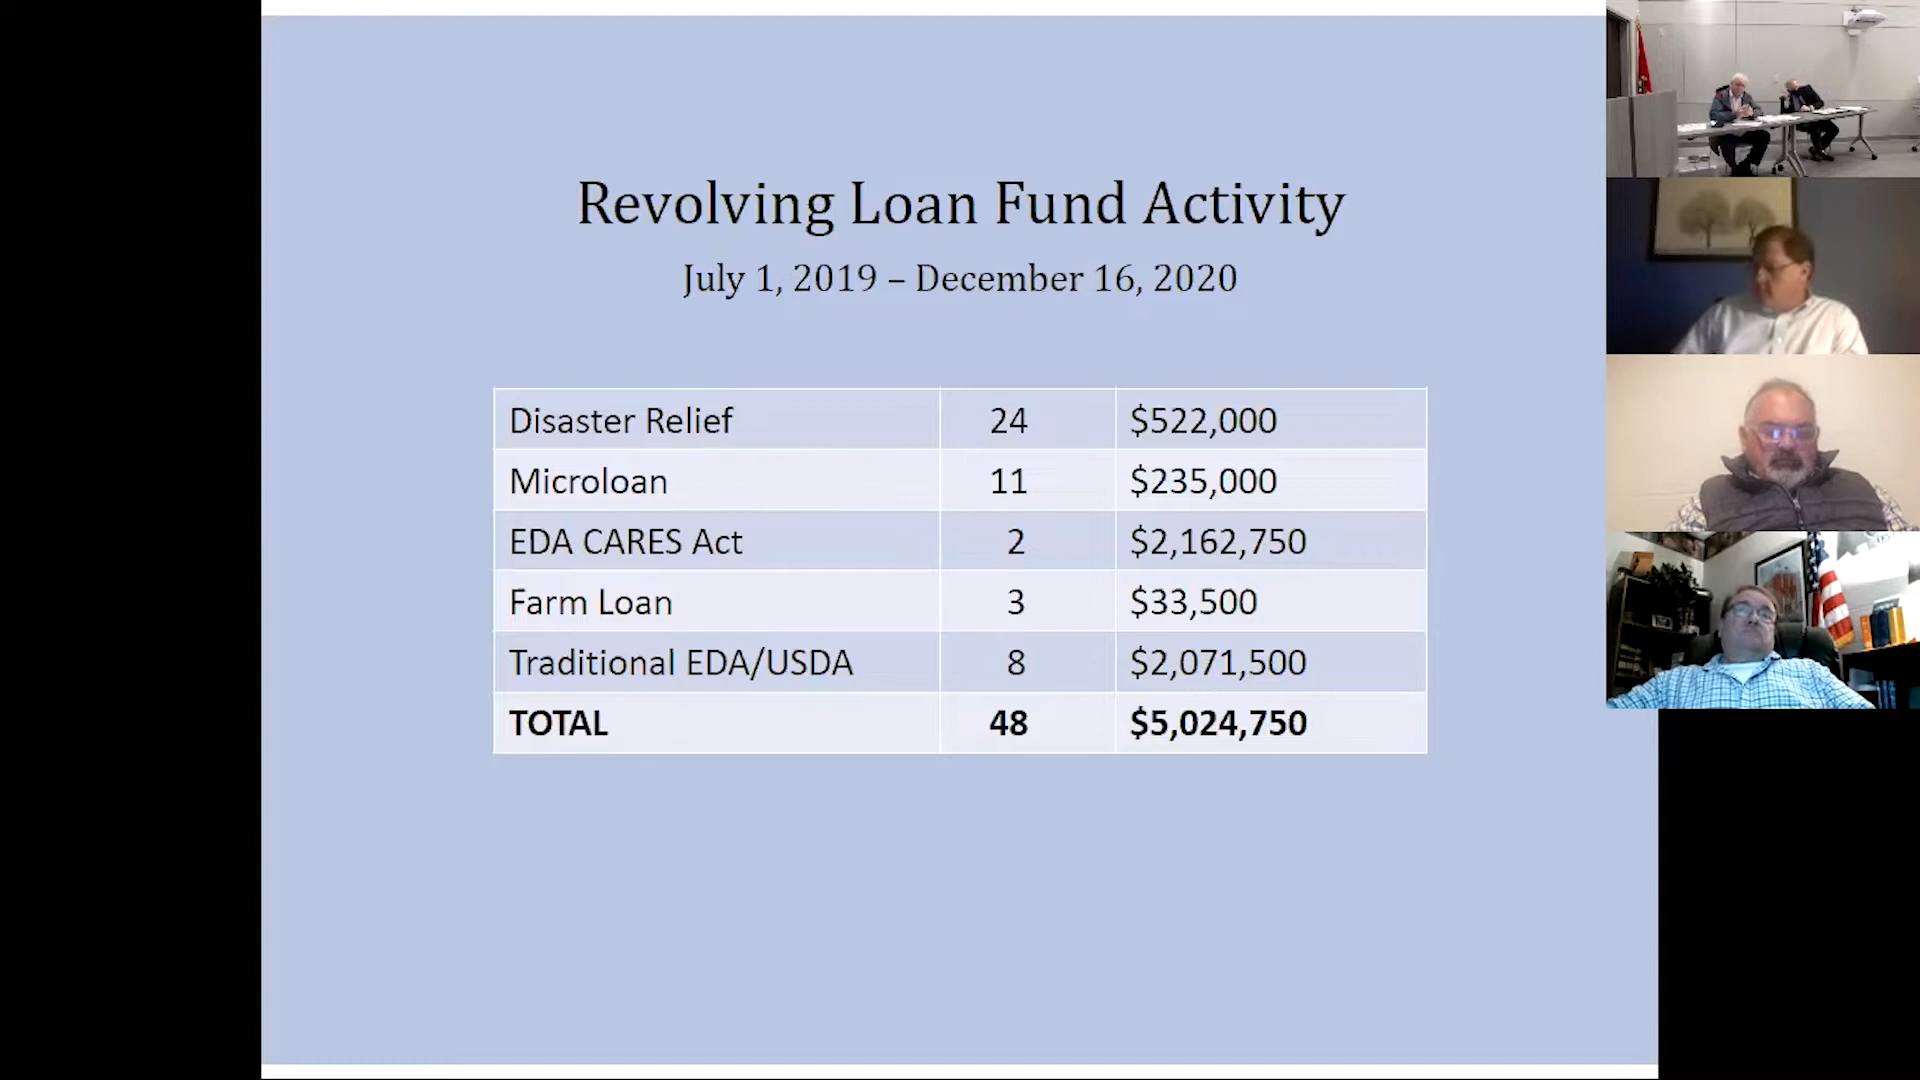 Revolving Loan Fund Activity
July 1, 2019 – December 16, 2020
Disaster Relief 24 $522,000
Microloan 11 $235,000
EDA CARES Act 2 $2,162,750
Farm Loan 3 $33,500
Traditional EDA/USDA 8 $2,071,500
TOTAL 48 $5,024,750